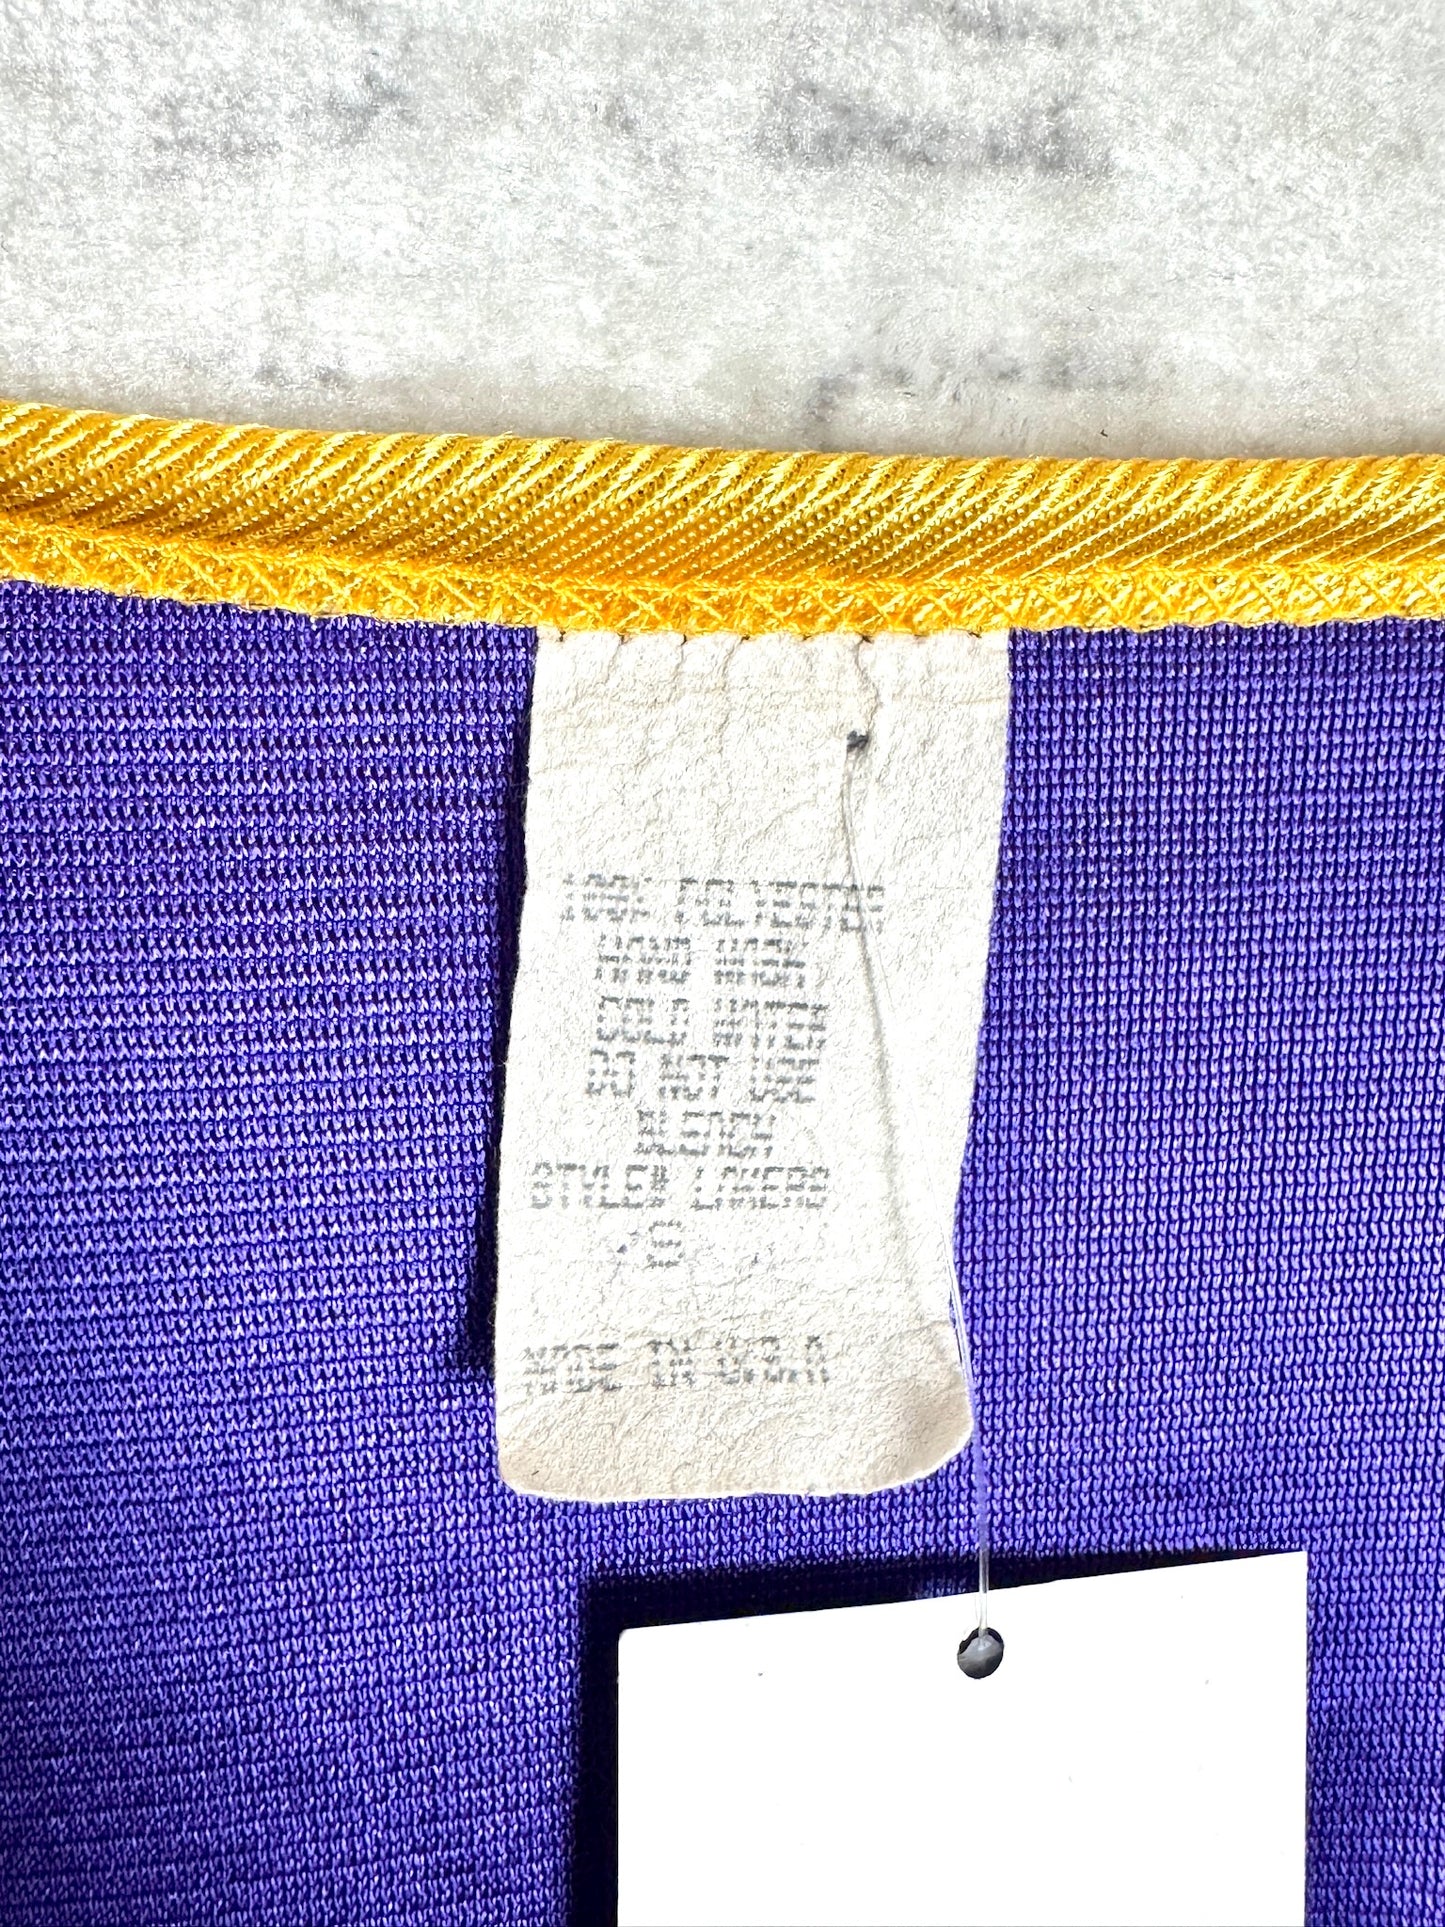 100% POLYESTER
HAND WASH
COLD WATER
DO NOT USE
BLEACH
STYLE# LAKERS
MADE IN U.S.A